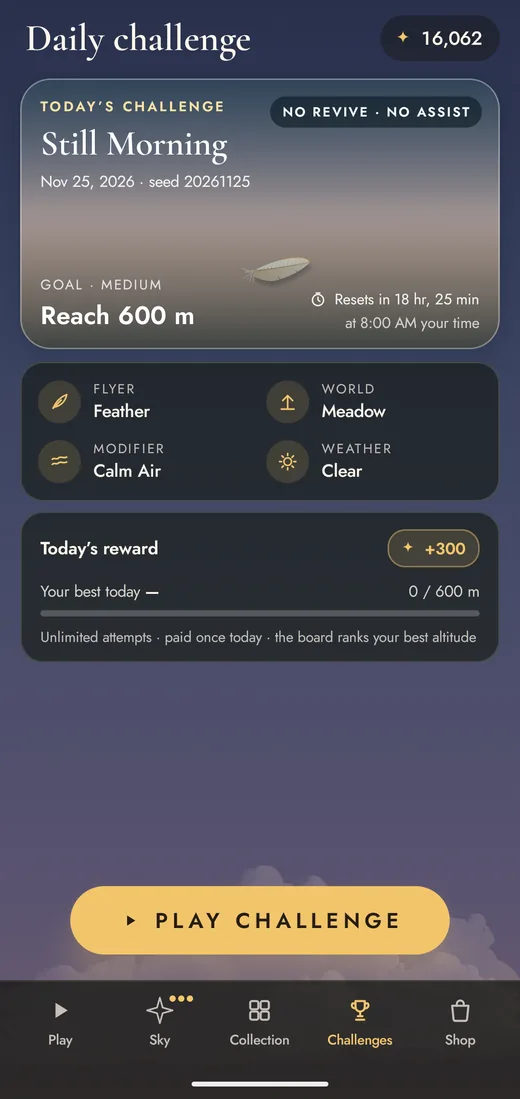 Daily challenge
16,062
TODAY'S CHALLENGE
NO REVIVE · NO ASSIST
Still Morning
Nov 25, 2026 · seed 20261125
GOAL · MEDIUM
Reach 600 m
Resets in 18 hr, 25 min
at 8:00 AM your time
FLYER
Feather
WORLD
Meadow
MODIFIER
Calm Air
WEATHER
Clear
Today's reward
+300
Your best today —
0 / 600 m
Unlimited attempts · paid once today · the board ranks your best altitude
PLAY CHALLENGE
Play
Sky
Collection
Challenges
Shop